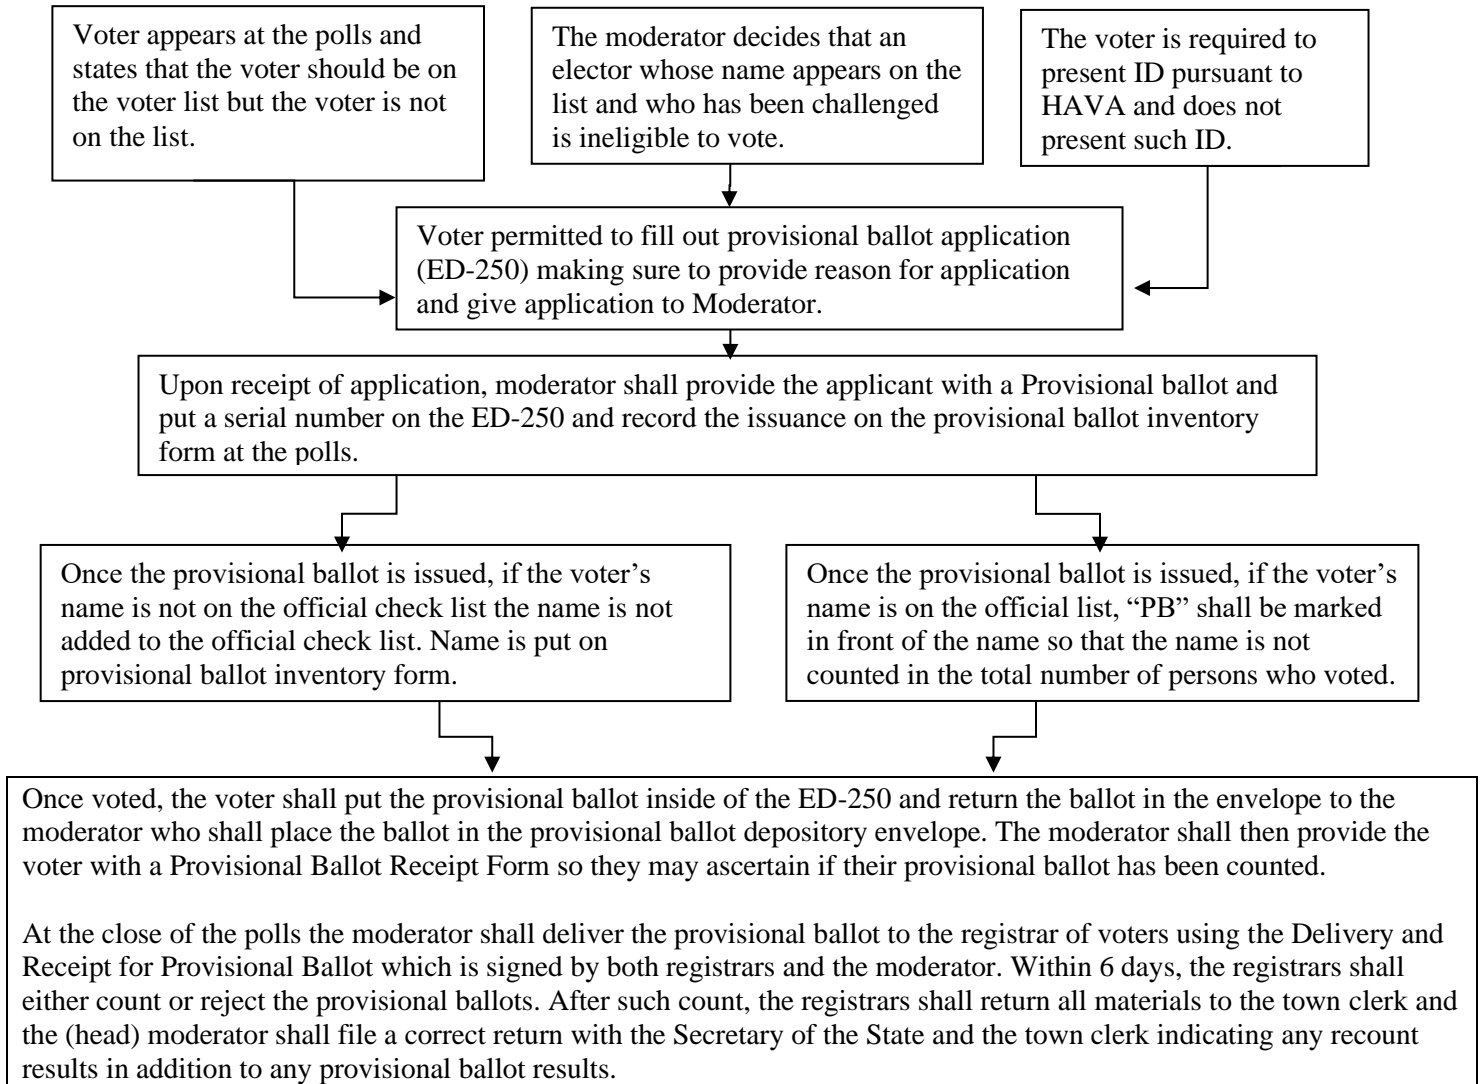 Voter appears at the polls and
states that the voter should be on
the voter list but the voter is not
on the list.
The moderator decides that an
elector whose name appears on the
list and who has been challenged
is ineligible to vote.
The voter is required to
present ID pursuant to
HAVA and does not
present such ID.
Voter permitted to fill out provisional ballot application
(ED-250) making sure to provide reason for application
and give application to Moderator.
Upon receipt of application, moderator shall provide the applicant with a Provisional ballot and
put a serial number on the ED-250 and record the issuance on the provisional ballot inventory
form at the polls.
Once the provisional ballot is issued, if the voter’s
name is not on the official check list the name is not
added to the official check list. Name is put on
provisional ballot inventory form.
Once the provisional ballot is issued, if the voter’s
name is on the official list, “PB” shall be marked
in front of the name so that the name is not
counted in the total number of persons who voted.
Once voted, the voter shall put the provisional ballot inside of the ED-250 and return the ballot in the envelope to the
moderator who shall place the ballot in the provisional ballot depository envelope. The moderator shall then provide the
voter with a Provisional Ballot Receipt Form so they may ascertain if their provisional ballot has been counted.
At the close of the polls the moderator shall deliver the provisional ballot to the registrar of voters using the Delivery and
Receipt for Provisional Ballot which is signed by both registrars and the moderator. Within 6 days, the registrars shall
either count or reject the provisional ballots. After such count, the registrars shall return all materials to the town clerk and
the (head) moderator shall file a correct return with the Secretary of the State and the town clerk indicating any recount
results in addition to any provisional ballot results.